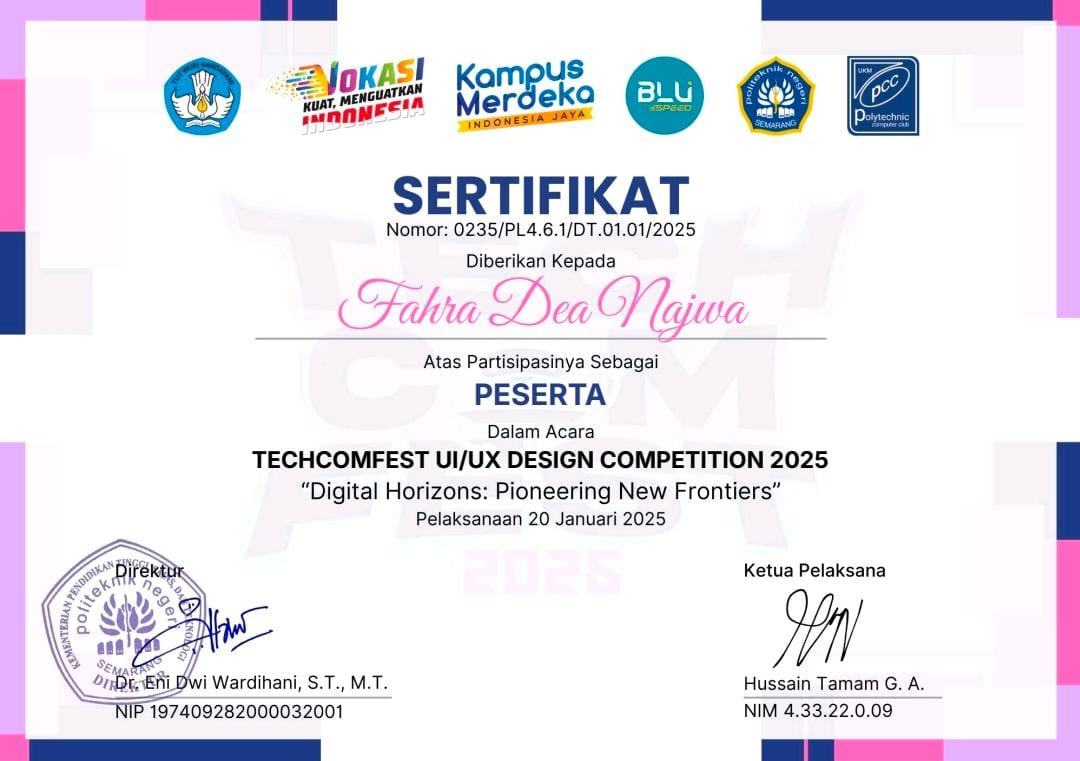 TUT WURI HANDAYANI
VOKASI
KUAT, MENGUATKAN
INDONESIA
Kampus
Merdeka
INDONESIA JAYA
BLU
SPEED
politeknik negeri
SEMARANG
UKM
PCC
Polytechnic
computer club
SERTIFIKAT
Nomor: 0235/PL4.6.1/DT.01.01/2025
Diberikan Kepada
Fahra Dea Najwa
Atas Partisipasinya Sebagai
PESERTA
Dalam Acara
TECHCOMFEST UI/UX DESIGN COMPETITION 2025
“Digital Horizons: Pioneering New Frontiers”
Pelaksanaan 20 Januari 2025
TECH
COM
FEST
2025
Direktur
KEMENTERIAN PENDIDIKAN TINGGI, SAINS, DAN TEKNOLOGI
politeknik negeri
SEMARANG
DIREKTUR
Dr. Eni Dwi Wardihani, S.T., M.T.
NIP 197409282000032001
Ketua Pelaksana
Hussain Tamam G. A.
NIM 4.33.22.0.09